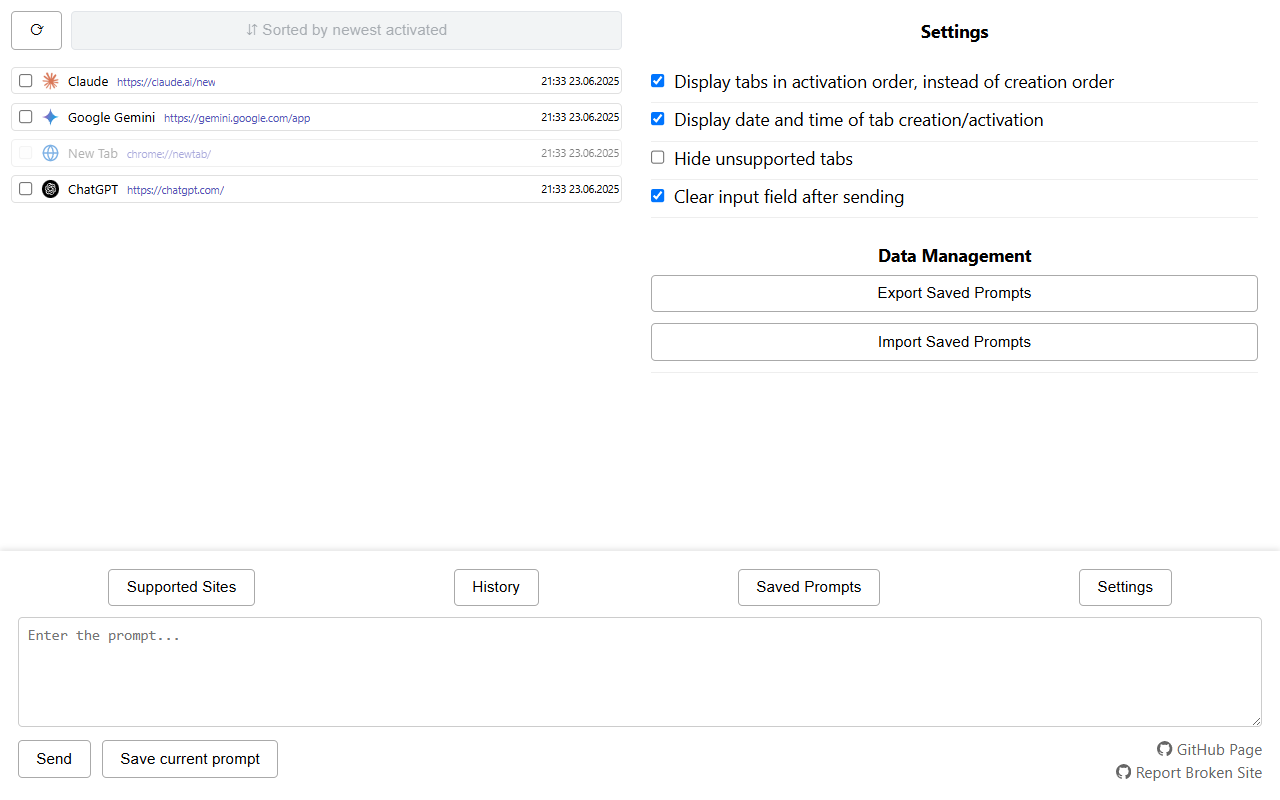 ⟳ ⇵ Sorted by newest activated
Claude https://claude.ai/new 21:33 23.06.2025
Google Gemini https://gemini.google.com/app 21:33 23.06.2025
New Tab chrome://newtab/ 21:33 23.06.2025
ChatGPT https://chatgpt.com/ 21:33 23.06.2025
Settings
Display tabs in activation order, instead of creation order
Display date and time of tab creation/activation
Hide unsupported tabs
Clear input field after sending
Data Management
Export Saved Prompts
Import Saved Prompts
Supported Sites History Saved Prompts Settings
Enter the prompt...
Send Save current prompt
GitHub Page
Report Broken Site